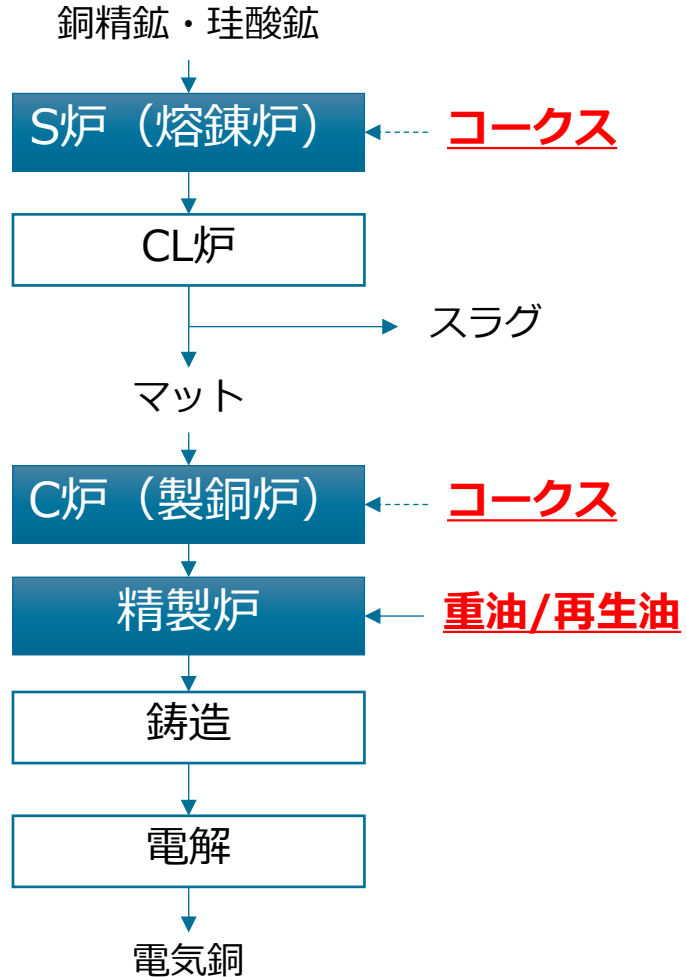 銅精鉱・珪酸鉱
S炉（熔錬炉）
コークス
CL炉
スラグ
マット
C炉（製銅炉）
コークス
精製炉
重油/再生油
鋳造
電解
電気銅